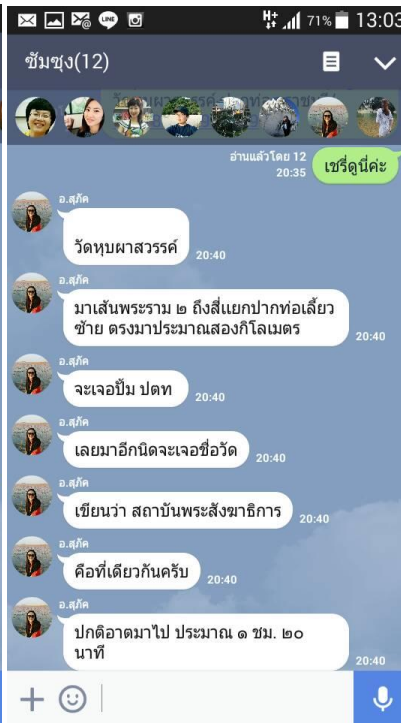 71% 13:03
ซัมซุง(12)
อ่านแล้วโดย 12
20:35
เชรี่ดูนี่ค่ะ
อ.สุภัค
วัดหุบผาสวรรค์
20:40
อ.สุภัค
มาเส้นพระราม ๒ ถึงสี่แยกปากท่อเลี้ยว
ซ้าย ตรงมาประมาณสองกิโลเมตร
20:40
อ.สุภัค
จะเจอปั๊ม ปตท
20:40
อ.สุภัค
เลยมาอีกนิดจะเจอชื่อวัด
20:40
อ.สุภัค
เขียนว่า สถาบันพระสังฆาธิการ
20:40
อ.สุภัค
คือที่เดียวกันครับ
20:40
อ.สุภัค
ปกติอาตมาไป ประมาณ ๑ ชม. ๒๐
นาที
20:40